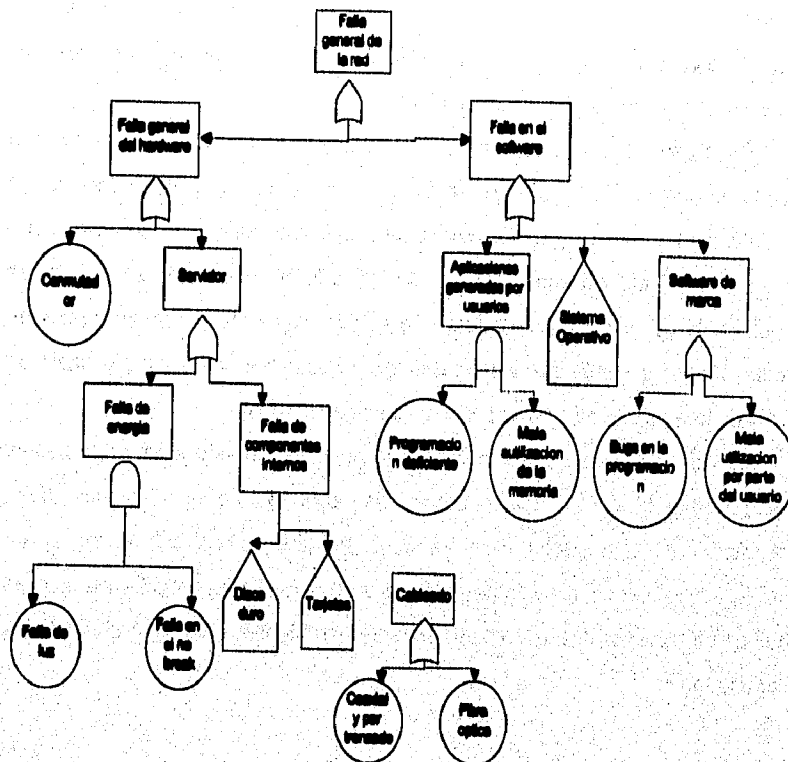 Falla
general de
la red
Falla general
del hardware
Falla en el
software
Conmutad
or
Servidor
Aplicaciones
generadas por
usuarios
Sistema
Operativo
Software de
marca
Falla de
energia
Falla de
componentes
internos
Programacio
n deficiente
Mala
autilizacion
de la
memoria
Bugs en la
programacio
n
Mala
utilizacion
por parte
del usuario
Falla de
luz
Falla en
el no
break
Disco
duro
Tarjetas
Cableado
Coaxial
y par
trenzado
Fibra
optica